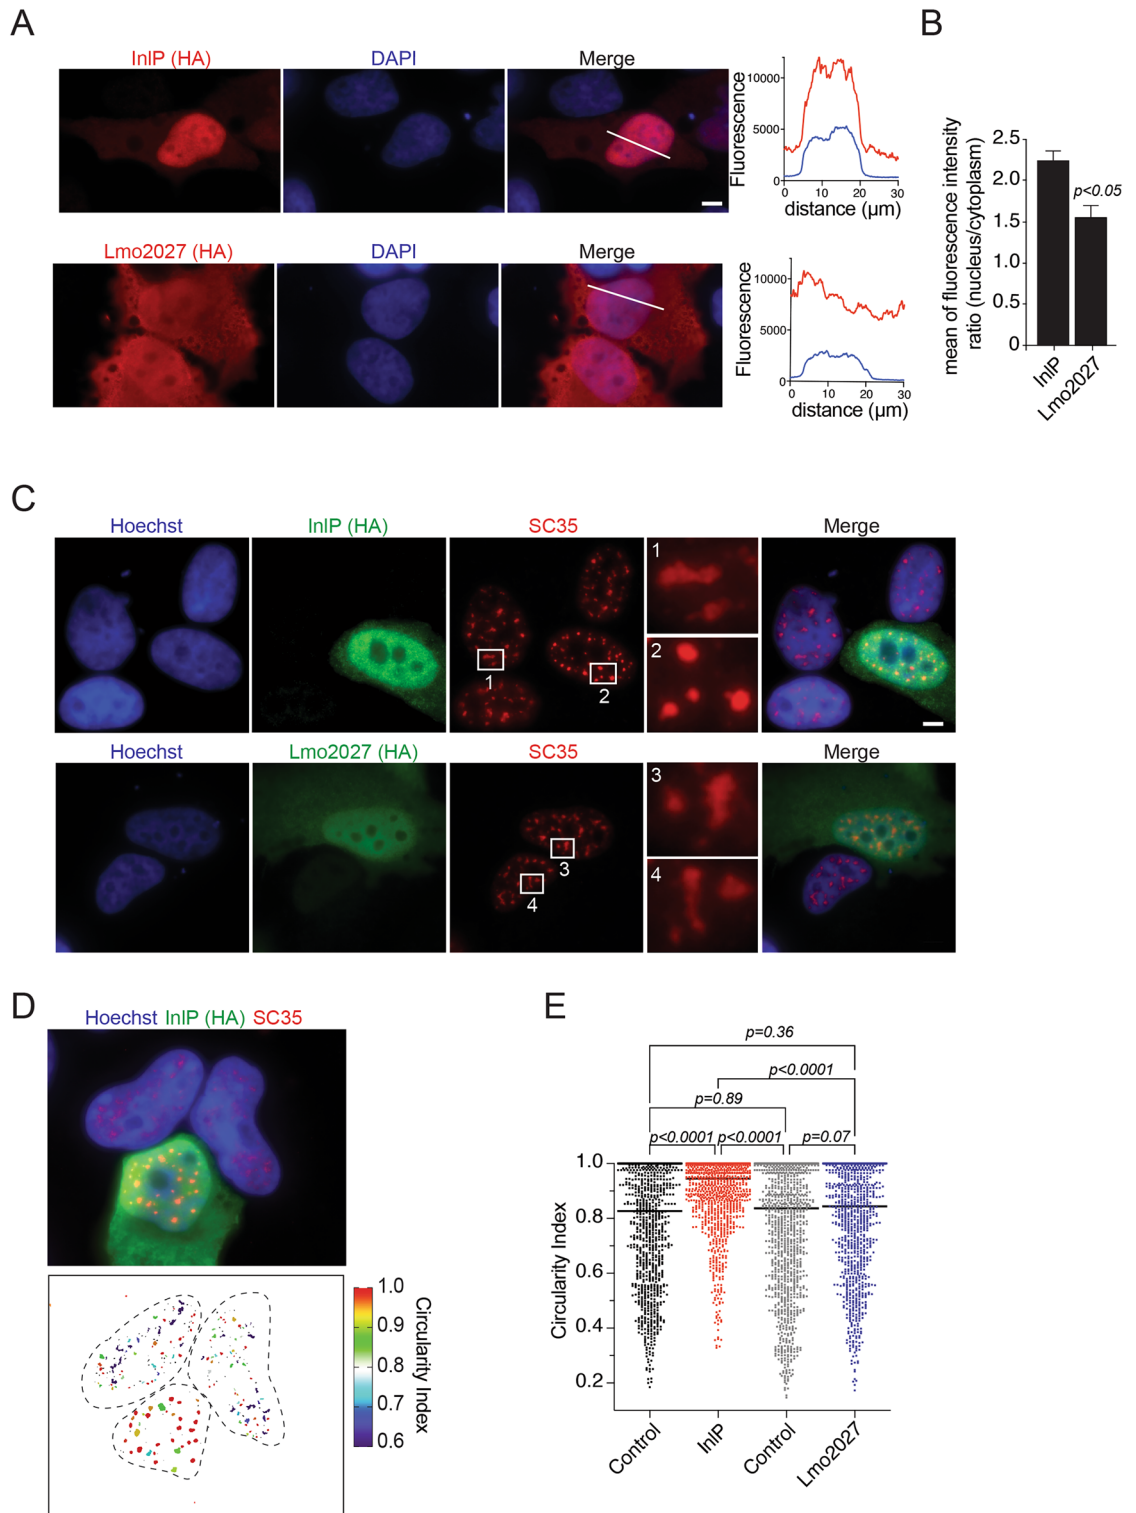 A
B
InlP (HA)
DAPI
Merge
Fluorescence
10000
5000
0
0 10 20 30
distance (µm)
mean of fluorescence intensity
ratio (nucleus/cytoplasm)
2.5
2.0
1.5
1.0
0.5
0
p<0.05
InlP
Lmo2027
Lmo2027 (HA)
DAPI
Merge
Fluorescence
10000
5000
0
0 10 20 30
distance (µm)
C
Hoechst
InlP (HA)
SC35
Merge
1
2
1
2
Hoechst
Lmo2027 (HA)
SC35
Merge
3
4
3
4
D
Hoechst InlP (HA) SC35
1.0
0.9
0.8
0.7
0.6
Circularity Index
E
p=0.36
p<0.0001
p=0.89
p<0.0001 p<0.0001 p=0.07
Circularity Index
1.0
0.8
0.6
0.4
0.2
Control
InlP
Control
Lmo2027